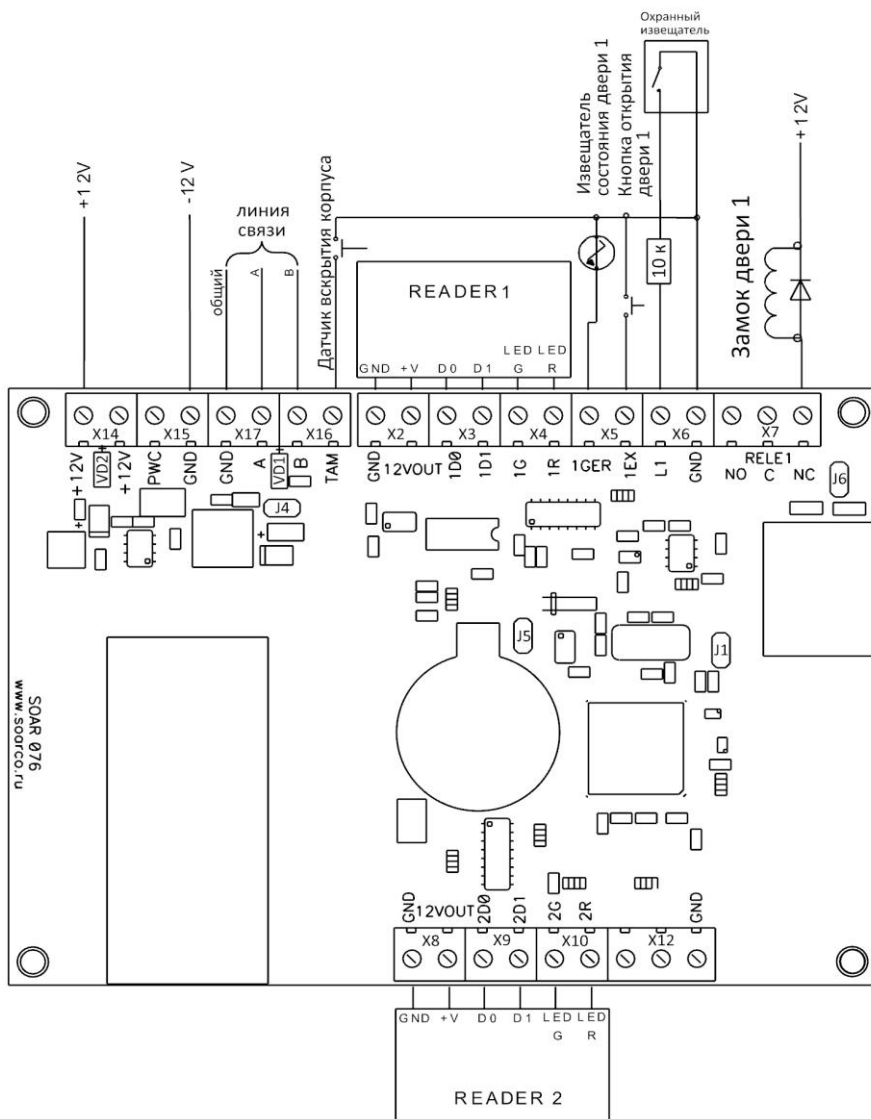 Охранный
извещатель
+12V
-12 V
линия
связи
общий
A
B
Датчик вскрытия корпуса
Извещатель
состояния двери 1
Кнопка открытия
двери 1
10 к
Замок двери 1
+12V
READER 1
GND
+V
D0
D1
LED
G
LED
R
X14
X15
X17
X16
X2
X3
X4
X5
X6
X7
+12V
VD2
+
+12V
PWC
GND
GND
A
VD1
+
B
TAM
GND
12VOUT
1D0
1D1
1G
1R
1GER
1EX
L1
GND
RELE1
NO
C
NC
J6
J4
+
+
J5
J1
SOAR 076
www.soarco.ru
GND
12VOUT
2D0
2D1
2G
2R
GND
X8
X9
X10
X12
GND
+V
D0
D1
LED
G
LED
R
READER 2